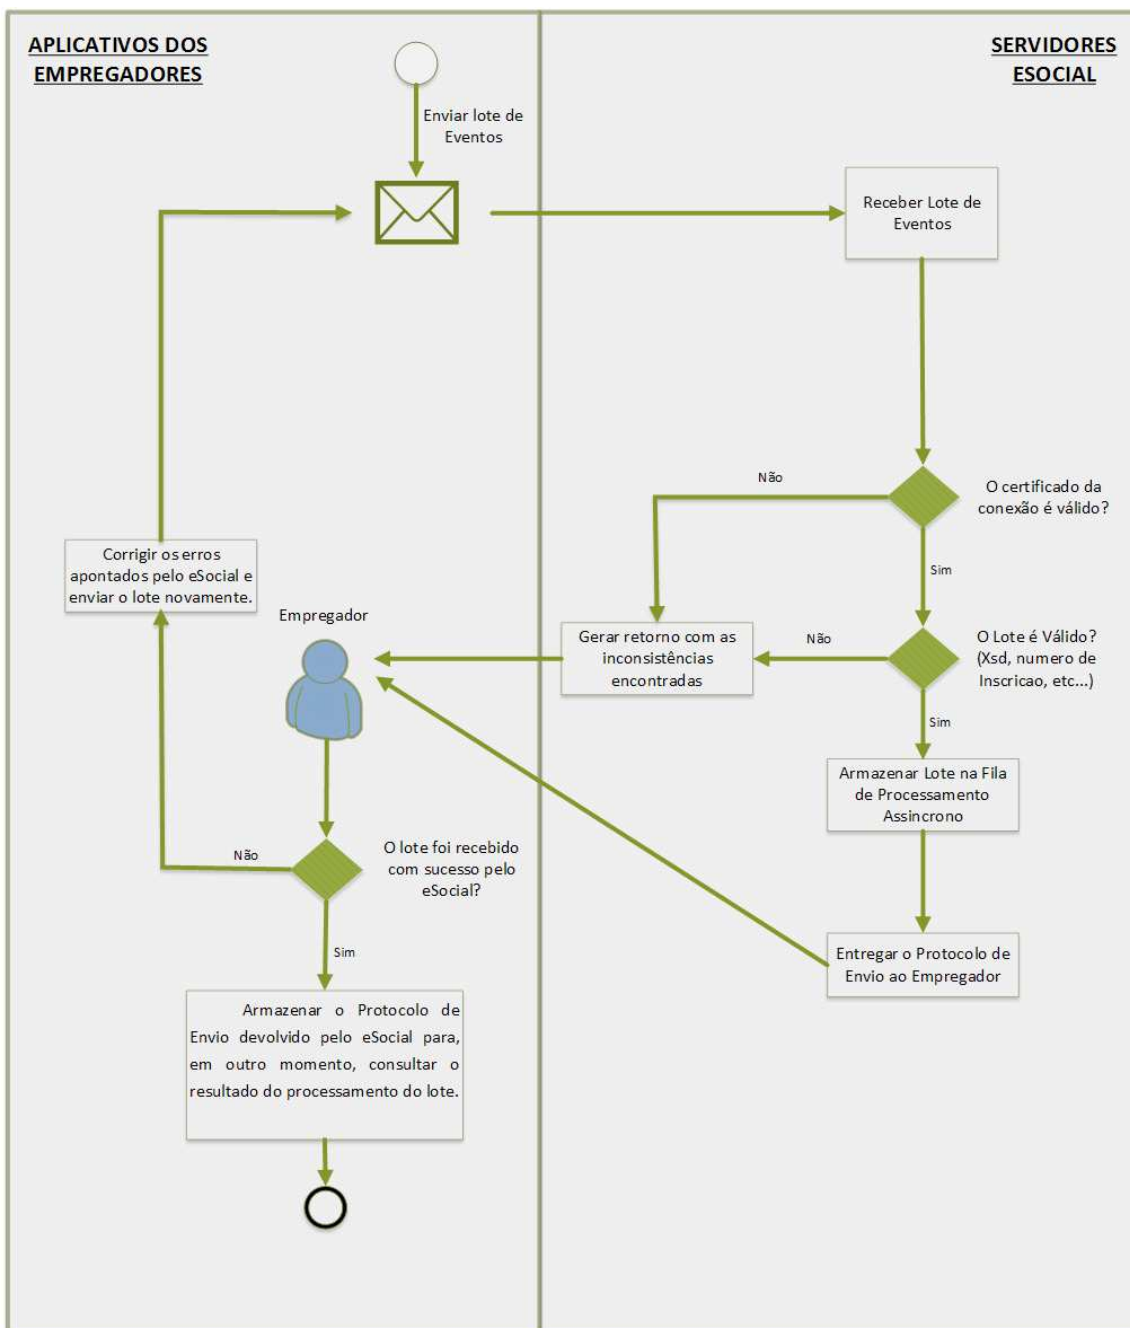 APLICATIVOS DOS
EMPREGADORES
SERVIDORES
ESOCIAL
Enviar lote de
Eventos
Receber Lote de
Eventos
Não
O certificado da
conexão é válido?
Sim
Corrigir os erros
apontados pelo eSocial e
enviar o lote novamente.
Empregador
Gerar retorno com as
inconsistências
encontradas
Não
O Lote é Válido?
(Xsd, numero de
Inscricao, etc...)
Sim
Armazenar Lote na Fila
de Processamento
Assincrono
Não
O lote foi recebido
com sucesso pelo
eSocial?
Sim
Entregar o Protocolo de
Envio ao Empregador
Armazenar o Protocolo de
Envio devolvido pelo eSocial para,
em outro momento, consultar o
resultado do processamento do lote.